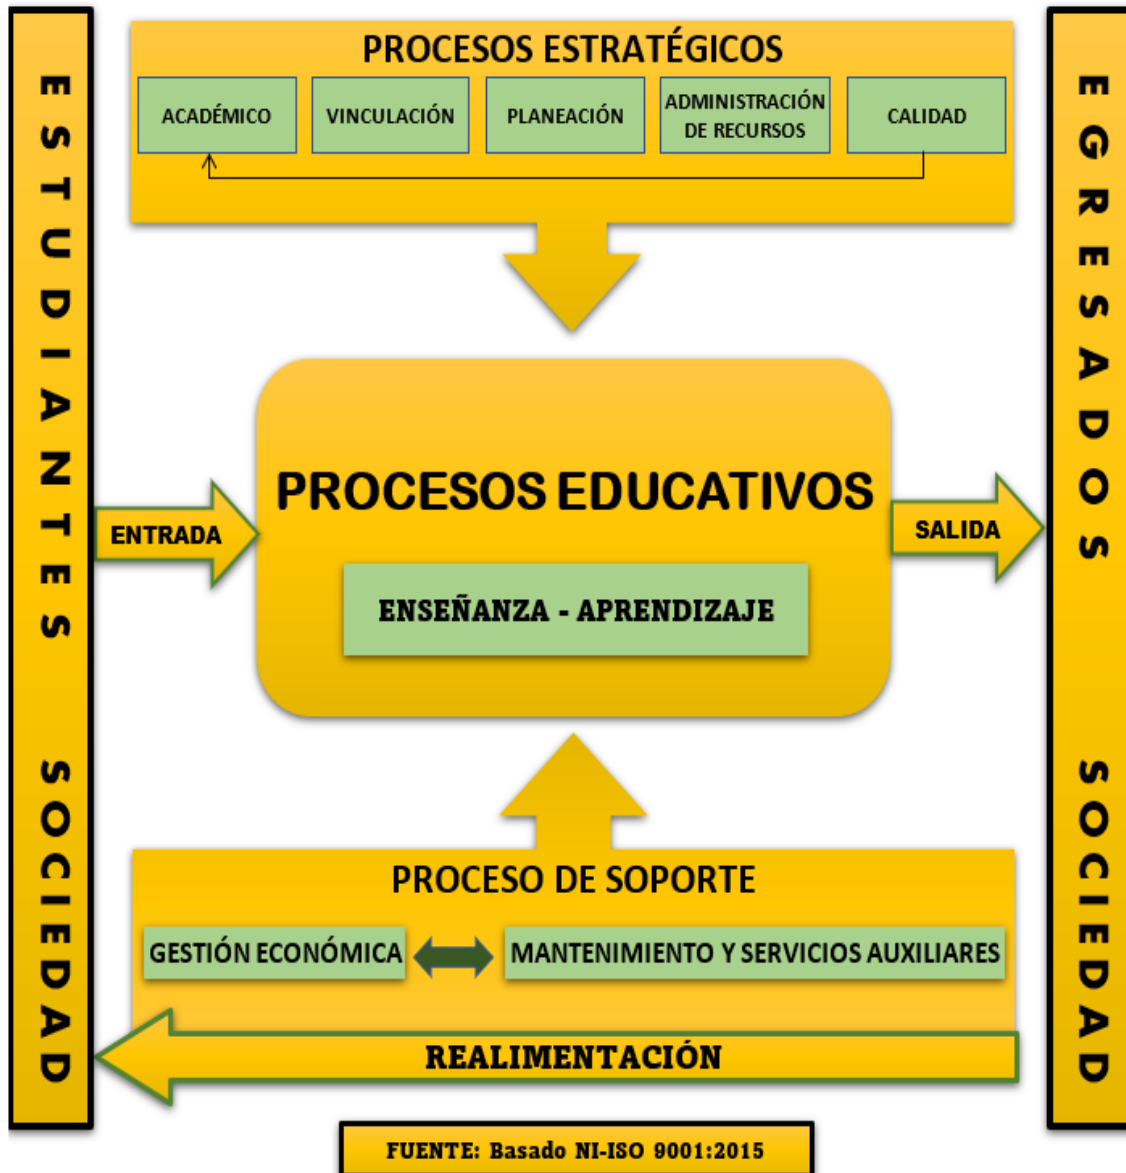 ESTUDIANTES SOCIEDAD
PROCESOS ESTRATÉGICOS
ACADÉMICO
VINCULACIÓN
PLANEACIÓN
ADMINISTRACIÓN
DE RECURSOS
CALIDAD
PROCESOS EDUCATIVOS
ENTRADA
SALIDA
ENSEÑANZA - APRENDIZAJE
PROCESO DE SOPORTE
GESTIÓN ECONÓMICA
MANTENIMIENTO Y SERVICIOS AUXILIARES
REALIMENTACIÓN
EGRESADOS SOCIEDAD
FUENTE: Basado NI-ISO 9001:2015